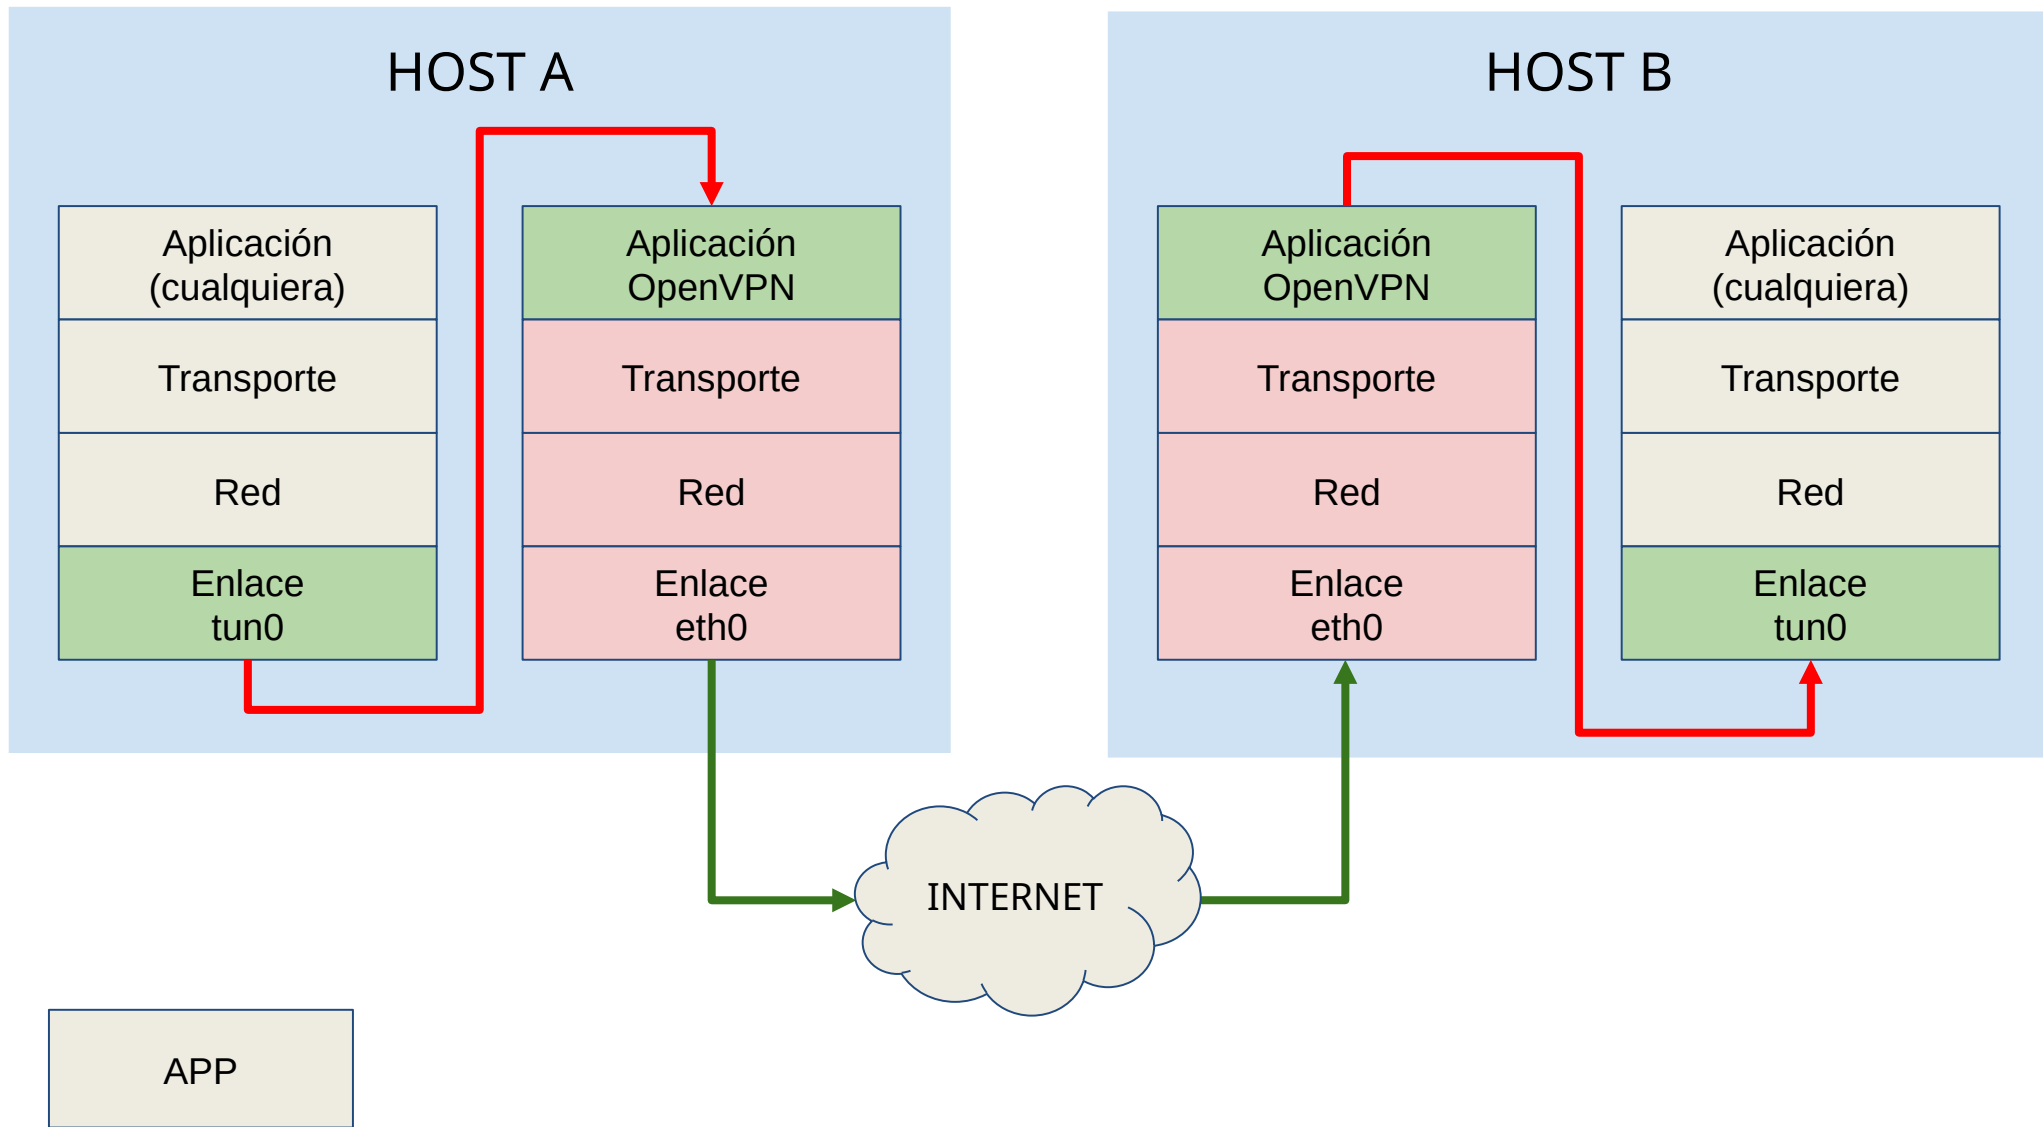 HOST A
Aplicación
(cualquiera)
Transporte
Red
Enlace
tun0
Aplicación
OpenVPN
Transporte
Red
Enlace
eth0
HOST B
Aplicación
OpenVPN
Transporte
Red
Enlace
eth0
Aplicación
(cualquiera)
Transporte
Red
Enlace
tun0
INTERNET
APP